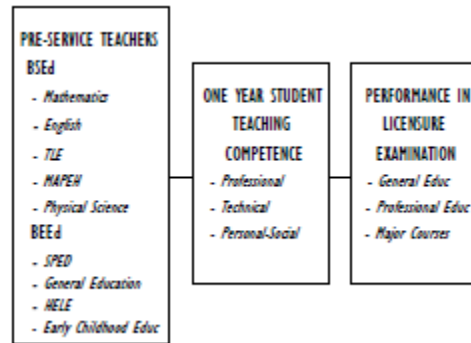 PRE-SERVICE TEACHERS
BSEd
- Mathematics
- English
- TLE
- MAPEH
- Physical Science
BEEd
- SPED
- General Education
- HELE
- Early Childhood Educ
ONE YEAR STUDENT
TEACHING
COMPETENCE
- Professional
- Technical
- Personal-Social
PERFORMANCE IN
LICENSURE
EXAMINATION
- General Educ
- Professional Educ
- Major Courses